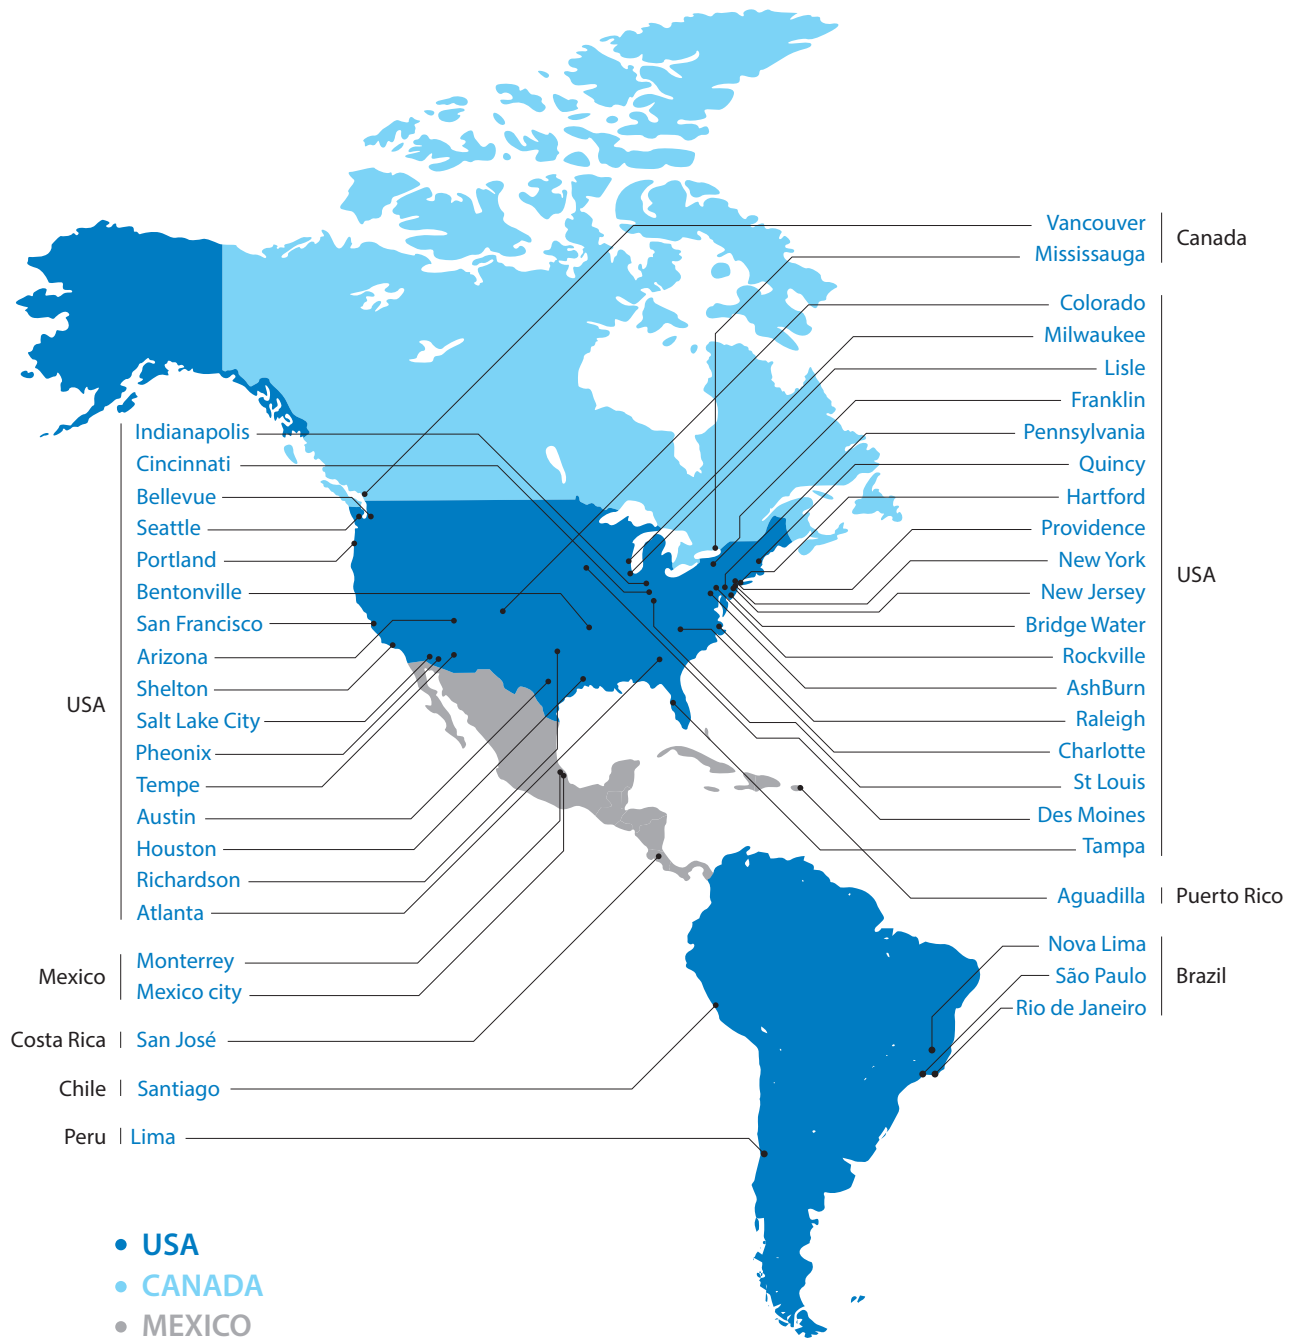 Vancouver
Mississauga
Canada
Colorado
Milwaukee
Lisle
Franklin
Pennsylvania
Quincy
Hartford
Providence
New York
New Jersey
Bridge Water
Rockville
AshBurn
Raleigh
Charlotte
St Louis
Des Moines
Tampa
USA
Aguadilla
Puerto Rico
Nova Lima
São Paulo
Rio de Janeiro
Brazil
Indianapolis
Cincinnati
Bellevue
Seattle
Portland
Bentonville
San Francisco
Arizona
Shelton
Salt Lake City
Pheonix
Tempe
Austin
Houston
Richardson
Atlanta
USA
Monterrey
Mexico city
Mexico
Costa Rica
San José
Chile
Santiago
Peru
Lima
USA
CANADA
MEXICO